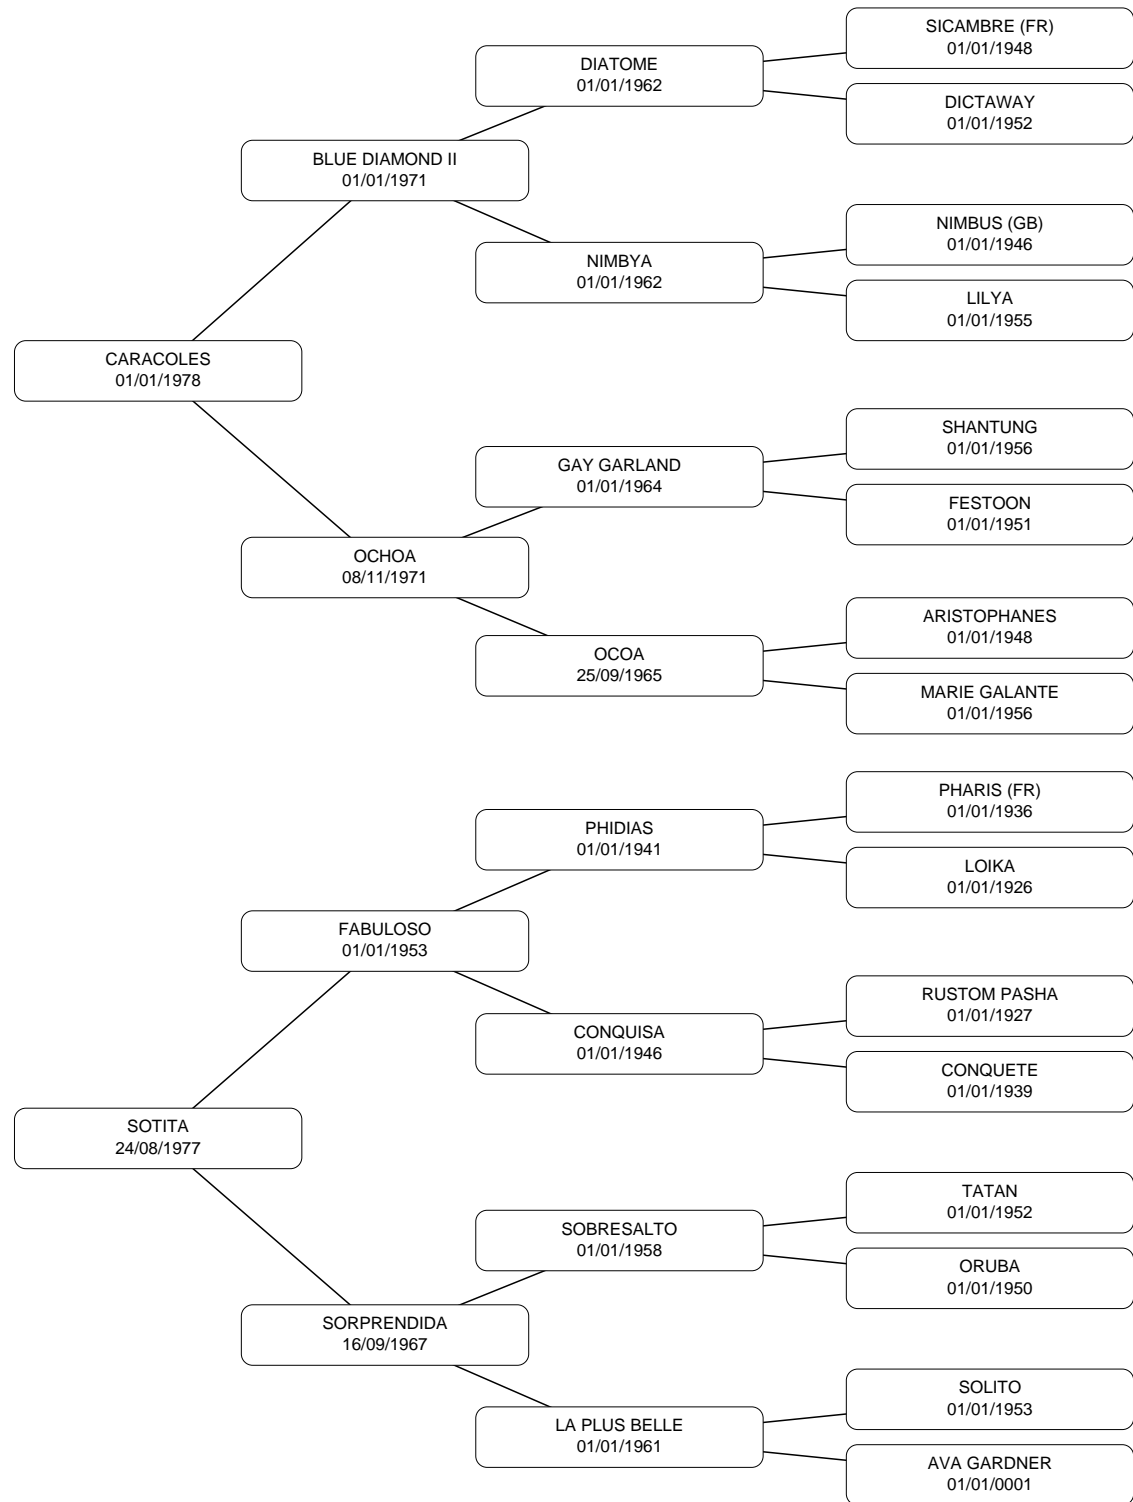 SICAMBRE (FR)
01/01/1948
DIATOME
01/01/1962
DICTAWAY
01/01/1952
BLUE DIAMOND II
01/01/1971
NIMBUS (GB)
01/01/1946
NIMBYA
01/01/1962
LILYA
01/01/1955
CARACOLES
01/01/1978
SHANTUNG
01/01/1956
GAY GARLAND
01/01/1964
FESTOON
01/01/1951
OCHOA
08/11/1971
ARISTOPHANES
01/01/1948
OCOA
25/09/1965
MARIE GALANTE
01/01/1956
PHARIS (FR)
01/01/1936
PHIDIAS
01/01/1941
LOIKA
01/01/1926
FABULOSO
01/01/1953
RUSTOM PASHA
01/01/1927
CONQUISA
01/01/1946
CONQUETE
01/01/1939
SOTITA
24/08/1977
TATAN
01/01/1952
SOBRESALTO
01/01/1958
ORUBA
01/01/1950
SORPRENDIDA
16/09/1967
SOLITO
01/01/1953
LA PLUS BELLE
01/01/1961
AVA GARDNER
01/01/0001